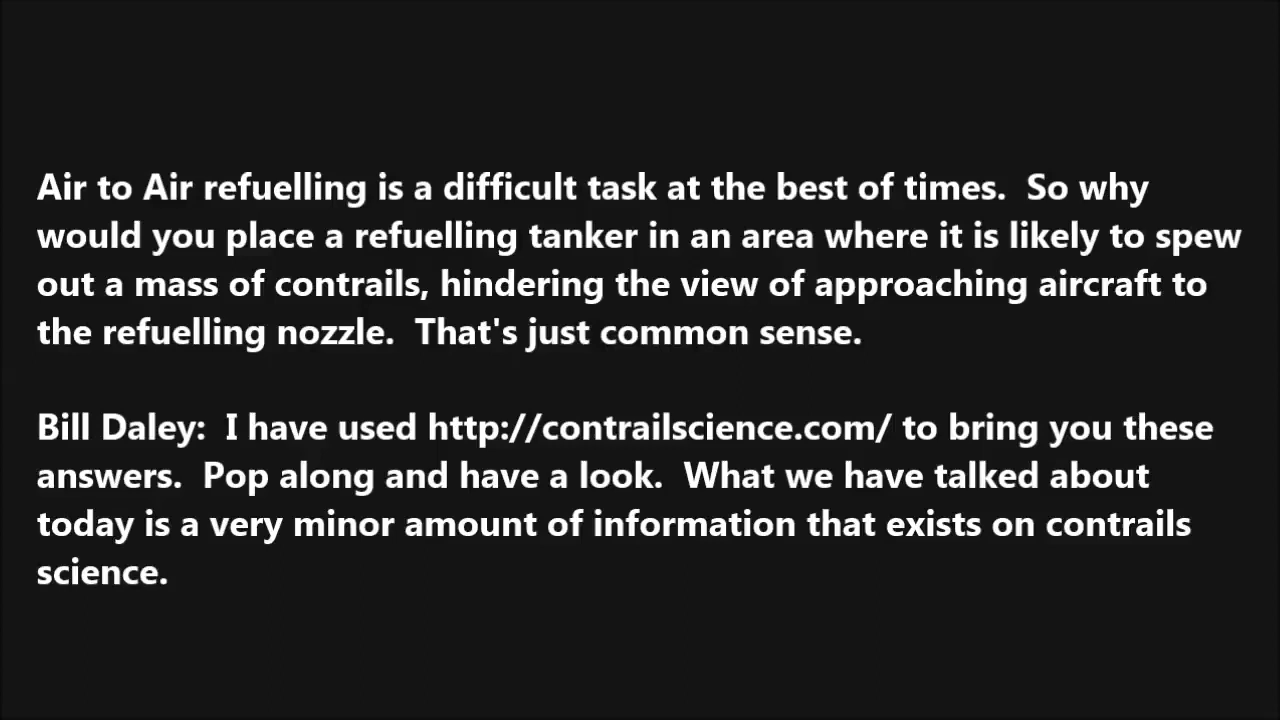 Air to Air refuelling is a difficult task at the best of times.  So why
would you place a refuelling tanker in an area where it is likely to spew
out a mass of contrails, hindering the view of approaching aircraft to
the refuelling nozzle.  That's just common sense.
Bill Daley:  I have used http://contrailscience.com/ to bring you these
answers.  Pop along and have a look.  What we have talked about
today is a very minor amount of information that exists on contrails
science.